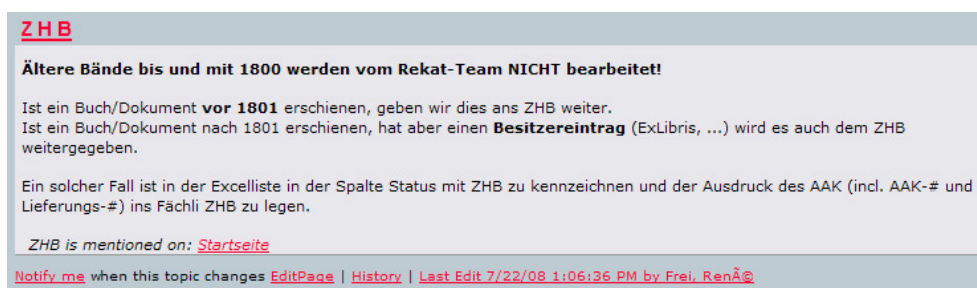 Z H B
Ältere Bände bis und mit 1800 werden vom Rekat-Team NICHT bearbeitet!
Ist ein Buch/Dokument vor 1801 erschienen, geben wir dies ans ZHB weiter.
Ist ein Buch/Dokument nach 1801 erschienen, hat aber einen Besitzereintrag (ExLibris, ...) wird es auch dem ZHB
weitergegeben.
Ein solcher Fall ist in der Excelliste in der Spalte Status mit ZHB zu kennzeichnen und der Ausdruck des AAK (incl. AAK-# und
Lieferungs-#) ins Fächli ZHB zu legen.
ZHB is mentioned on: Startseite
Notify me when this topic changes EditPage | History | Last Edit 7/22/08 1:06:36 PM by Frei, RenÃ©